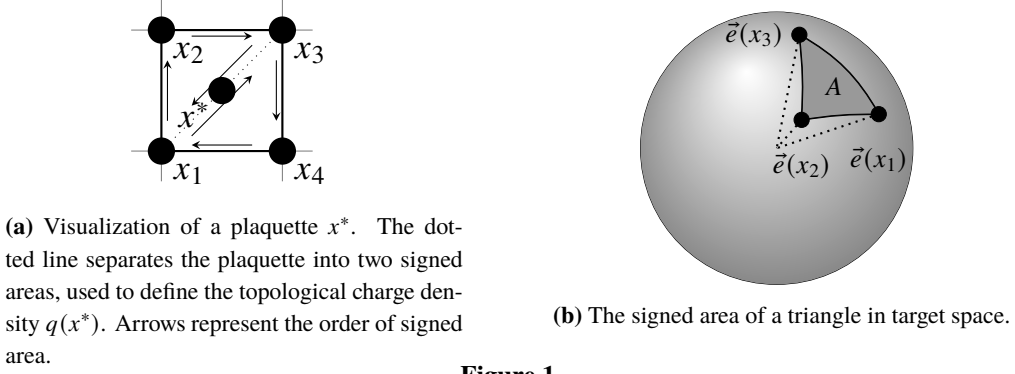 x₂
x₃
x*
x₁
x₄
(a) Visualization of a plaquette x*. The dot-
ted line separates the plaquette into two signed
areas, used to define the topological charge den-
sity q(x*). Arrows represent the order of signed
area.
e⃗(x₃)
A
e⃗(x₂)
e⃗(x₁)
(b) The signed area of a triangle in target space.
Figure 1